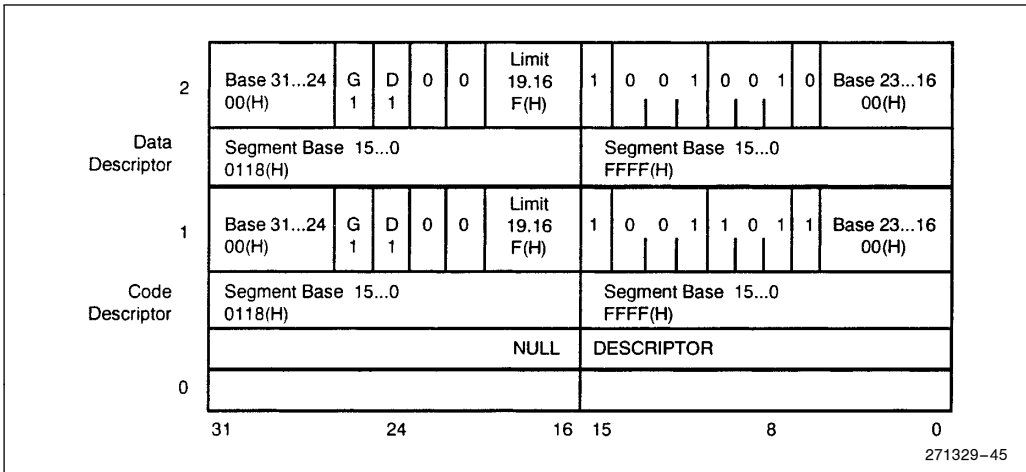 2 Base 31...24 G D 0 0 Limit 1 0 0 1 0 0 1 0 Base 23...16
00(H) 1 1 19.16 00(H)
F(H)
Data Segment Base 15...0 Segment Base 15...0
Descriptor 0118(H) FFFF(H)
1 Base 31...24 G D 0 0 Limit 1 0 0 1 1 0 1 1 Base 23...16
00(H) 1 1 19.16 00(H)
F(H)
Code Segment Base 15...0 Segment Base 15...0
Descriptor 0118(H) FFFF(H)
NULL DESCRIPTOR
0
31 24 16 15 8 0
271329–45